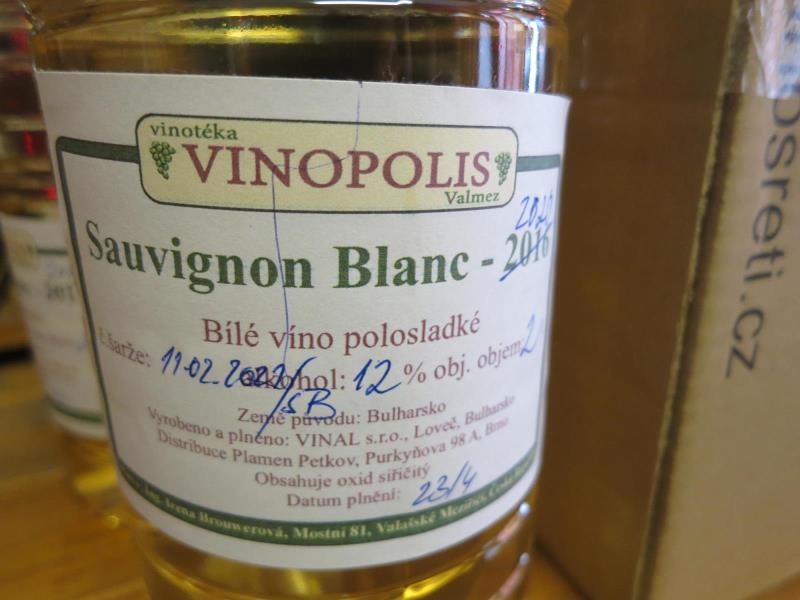 vinotéka
VINOPOLIS
Valmez
Sauvignon Blanc - 2016
Bílé víno polosladké
č.šarže: 11.02. alkohol: 12 % obj. objem: 2
/SB
Země původu: Bulharsko
Vyrobeno a plněno: VINAL s.r.o., Loveč, Bulharsko
Distribuce Plamen Petkov, Purkyňova 98 A, Brno
Obsahuje oxid siřičitý
Datum plnění: 23/4
Ing. Irena Brouwerová, Mostní 81, Valašské Meziříčí, Česká
osreti.cz